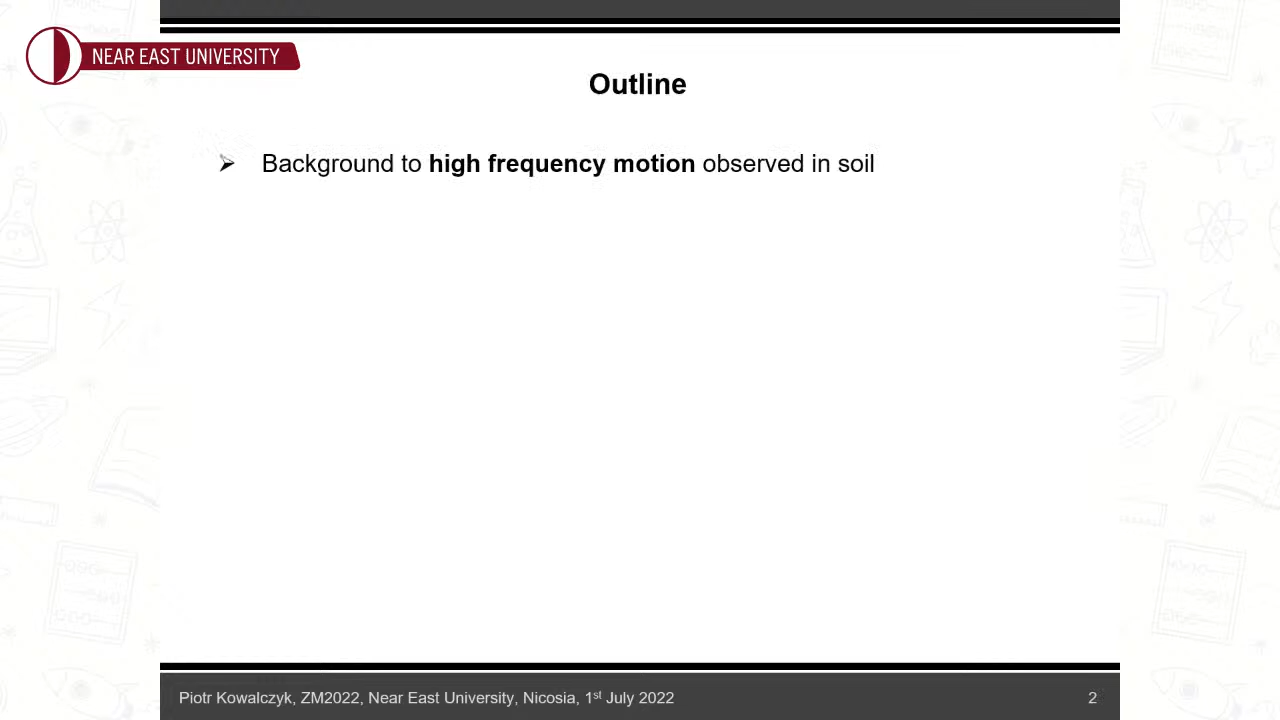 NEAR EAST UNIVERSITY
Outline
➢ Background to high frequency motion observed in soil
Piotr Kowalczyk, ZM2022, Near East University, Nicosia, 1st July 2022
2